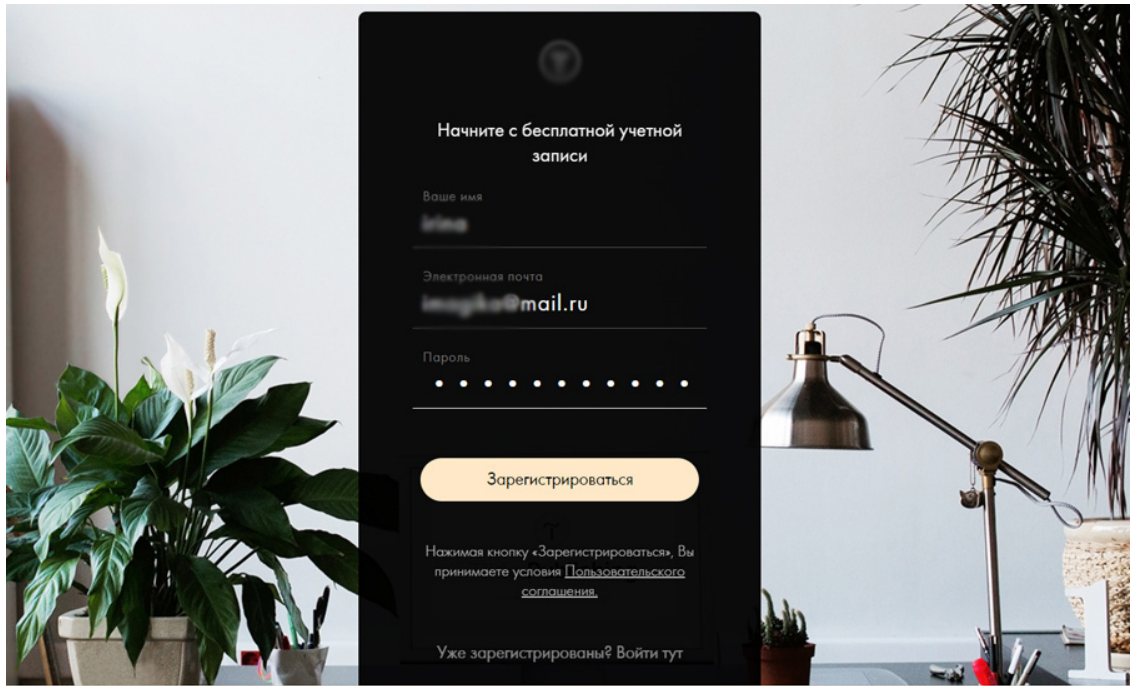 Начните с бесплатной учетной
записи
Ваше имя
Электронная почта
mail.ru
Пароль
Зарегистрироваться
Нажимая кнопку «Зарегистрироваться», Вы
принимаете условия Пользовательского
соглашения.
Уже зарегистрированы? Войти тут